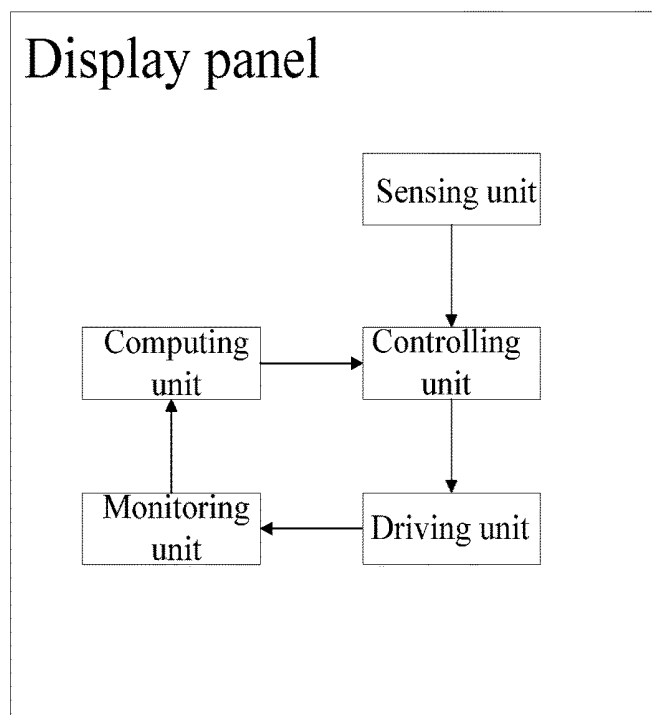 Display panel
Sensing unit
Computing
unit
Controlling
unit
Monitoring
unit
Driving unit